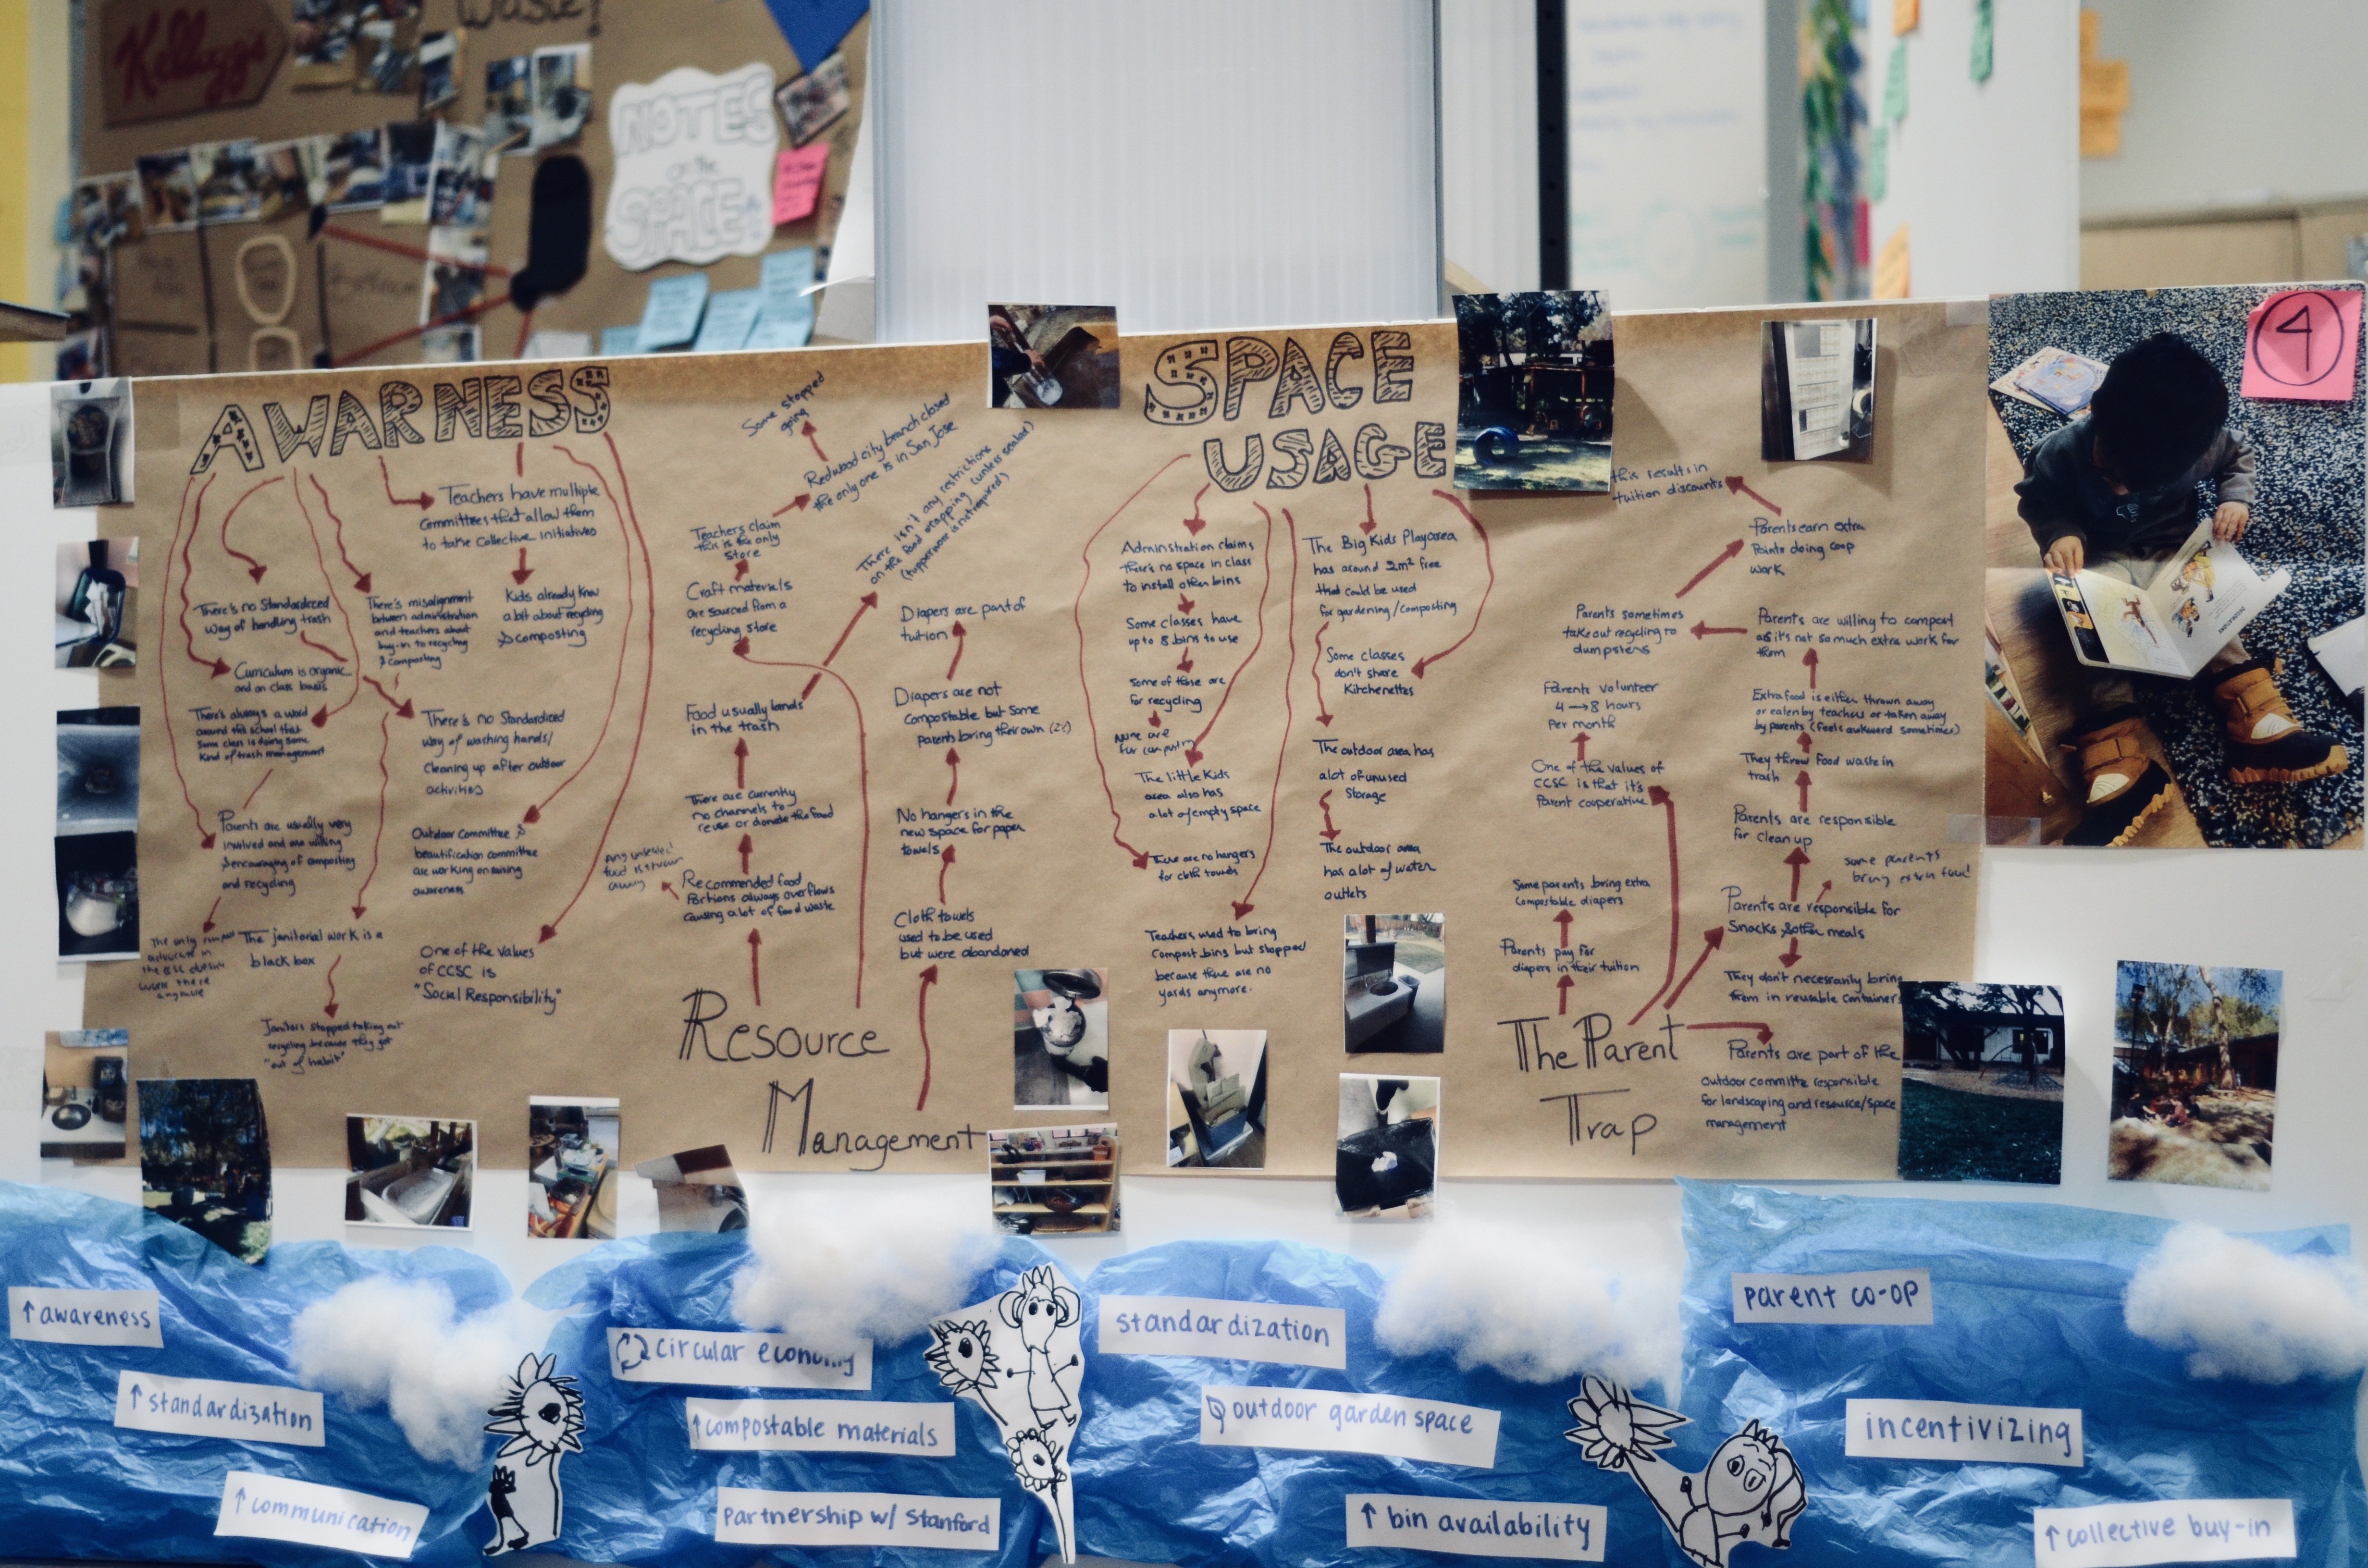 Kelloggs
Waste!
NOTES
on the
SPACE
4
AWARNESS
Teachers have multiple
committees that allow them
to take collective initiatives
Kids already know
a bit about recycling
& composting
There's no Standardized
way of handling trash
There's misalignment
between administration
and teachers about
buy-in to recycling
& composting
Curriculum is organic
and on class basis
There's always a word
around the school that
some class is doing some
kind of trash management
There's no Standardized
way of washing hands/
cleaning up after outdoor
activities
Parents are usually very
involved and are willing
& encouraging of composting
and recycling
Outdoor committee &
beautification committee
are working on raising
awareness
The only
in
the
work there
anymore
The janitorial work is a
black box
Janitors stopped taking out
recycling because they got
"out of habit"
One of the values
of CCSC is
"Social Responsibility"
Some stopped
going
Redwood city branch closed
the only one is in San Jose
Teachers claim
this is the only
store
Craft materials
are sourced from a
recycling store
There isn't any restrictions
on the food wrapping (unless sealed)
(tupperware is not required)
Food usually lands
in the trash
There are currently
no channels to
reuse or donate the food
Any unused
food is thrown
away
Recommended food
Portions always overflows
causing a lot of food waste
Diapers are part of
tuition
Diapers are not
compostable but some
parents bring their own
No hangers in the
new space for paper
towels
Cloth towels
used to be used
but were abandoned
Resource
Management
SPACE
USAGE
Administration claims
there's no space in class
to install other bins
Some classes have
up to 8 bins to use
Some of these are
for recycling
None are
for
The little Kids
area also has
a lot of empty space
There are no hangers
for cloth towels
Teachers used to bring
compost bins but stopped
because there are no
yards anymore.
The Big Kids Playarea
has around 2m² free
that could be used
for gardening/composting
Some classes
don't share
Kitchenettes
The outdoor area has
a lot of unused
Storage
The outdoor area
has a lot of water
outlets
this results in
tuition discounts
Parents earn extra
Points doing coop
work
Parents sometimes
take out recycling to
dumpsters
Parents are willing to compost
as it's not so much extra work for
them
Parents volunteer
4 → 8 hours
Per month
Extra food is either thrown away
or eaten by teachers or taken away
by parents (feels awkward sometimes)
One of the values of
CCSC is that it's
Parent cooperative
They throw food waste in
trash
Parents are responsible
for clean up
some parents
bring extra food!
Some parents bring extra
Compostable diapers
Parents are responsible for
Snacks & other meals
Parents pay for
diapers in their tuition
They don't necessarily bring
them in reusable containers
The Parent
Trap
Parents are part of the
outdoor committe responsible
for landscaping and resource/space
management
↑ awareness
↑ standardization
↑ communication
circular economy
↑ compostable materials
partnership w/ Stanford
standardization
outdoor garden space
↑ bin availability
parent co-op
incentivizing
↑ collective buy-in